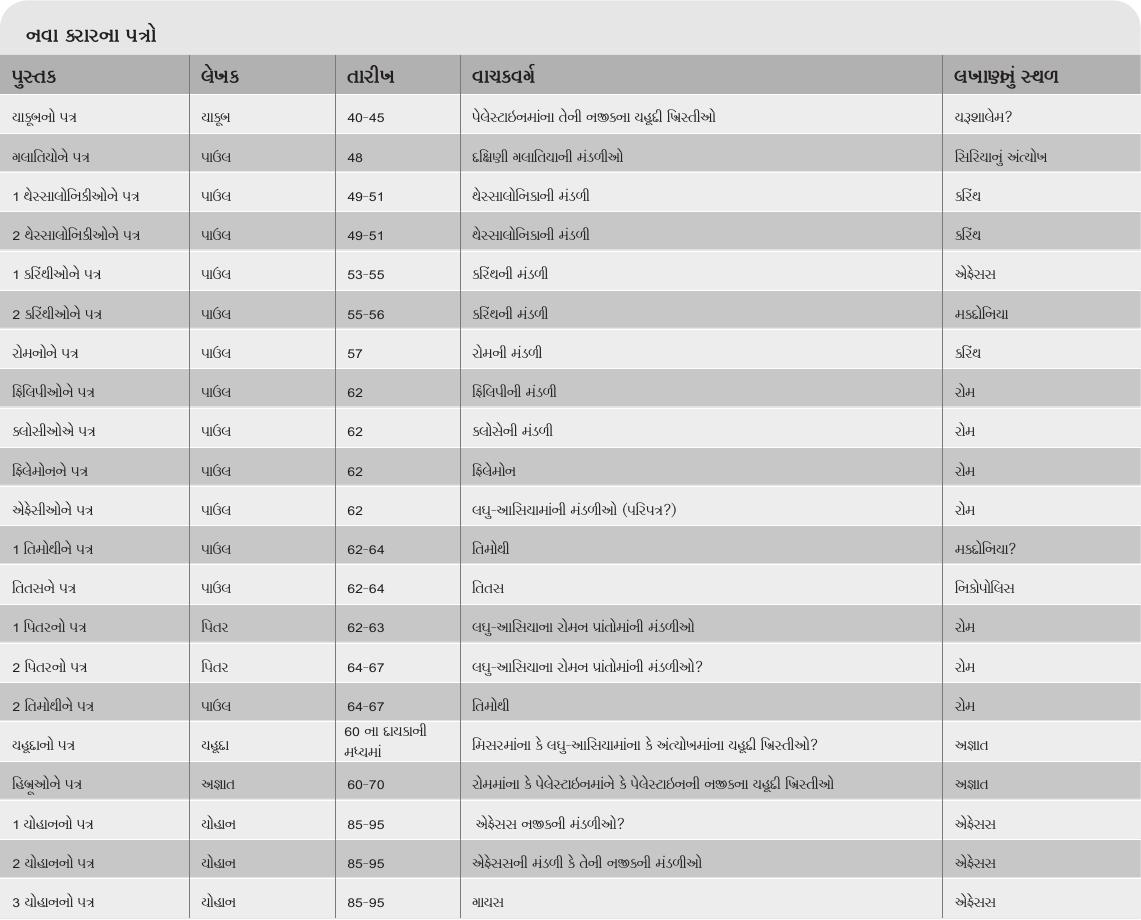 નવા કરારના પત્રો
પુસ્તક લેખક તારીખ વાચકવર્ગ લખાણનું સ્થળ
યાકૂબનો પત્ર યાકૂબ 40-45 પેલેસ્ટાઇનમાંના તેની નજીકના યહૂદી ખ્રિસ્તીઓ યરૂશાલેમ?
ગલાતિયોને પત્ર પાઉલ 48 દક્ષિણી ગલાતિયાની મંડળીઓ સિરિયાનું અંત્યોખ
1 થેસ્સાલોનિકીઓને પત્ર પાઉલ 49-51 થેસ્સાલોનિકાની મંડળી કરિંથ
2 થેસ્સાલોનિકીઓને પત્ર પાઉલ 49-51 થેસ્સાલોનિકાની મંડળી કરિંથ
1 કરિંથીઓને પત્ર પાઉલ 53-55 કરિંથની મંડળી એફેસસ
2 કરિંથીઓને પત્ર પાઉલ 55-56 કરિંથની મંડળી મકદોનિયા
રોમનોને પત્ર પાઉલ 57 રોમની મંડળી કરિંથ
ફિલિપીઓને પત્ર પાઉલ 62 ફિલિપીની મંડળી રોમ
ક્લોસીઓએ પત્ર પાઉલ 62 ક્લોસેની મંડળી રોમ
ફિલેમોનને પત્ર પાઉલ 62 ફિલેમોન રોમ
એફેસીઓને પત્ર પાઉલ 62 લઘુ-આસિયામાંની મંડળીઓ (પરિપત્ર?) રોમ
1 તિમોથીને પત્ર પાઉલ 62-64 તિમોથી મકદોનિયા?
તિતસને પત્ર પાઉલ 62-64 તિતસ નિકોપોલિસ
1 પિતરનો પત્ર પિતર 62-63 લઘુ-આસિયાના રોમન પ્રાંતોમાંની મંડળીઓ રોમ
2 પિતરનો પત્ર પિતર 64-67 લઘુ-આસિયાના રોમન પ્રાંતોમાંની મંડળીઓ? રોમ
2 તિમોથીને પત્ર પાઉલ 64-67 તિમોથી રોમ
યહૂદાનો પત્ર યહૂદા 60 ના દાયકાની
મધ્યમાં મિસરમાંના કે લઘુ-આસિયામાંના કે અંત્યોખમાંના યહૂદી ખ્રિસ્તીઓ? અજ્ઞાત
હિબ્રૂઓને પત્ર અજ્ઞાત 60-70 રોમમાંના કે પેલેસ્ટાઇનમાંને કે પેલેસ્ટાઇનની નજીકના યહૂદી ખ્રિસ્તીઓ અજ્ઞાત
1 યોહાનનો પત્ર યોહાન 85-95 એફેસસ નજીકની મંડળીઓ? એફેસસ
2 યોહાનનો પત્ર યોહાન 85-95 એફેસસની મંડળી કે તેની નજીકની મંડળીઓ એફેસસ
3 યોહાનનો પત્ર યોહાન 85-95 ગાયસ એફેસસ